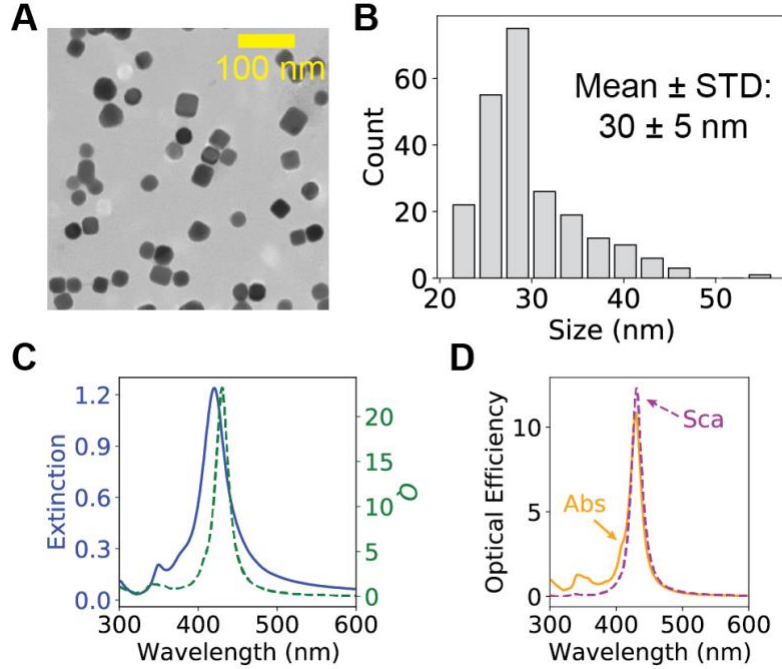 A
100 nm
B
Mean ± STD:
30 ± 5 nm
Count
60
40
20
0
20 30 40 50
Size (nm)
C
Extinction
1.2
0.9
0.6
0.3
0.0
20
15
10
5
0
Q
300 400 500 600
Wavelength (nm)
D
Optical Efficiency
10
5
0
Sca
Abs
300 400 500 600
Wavelength (nm)